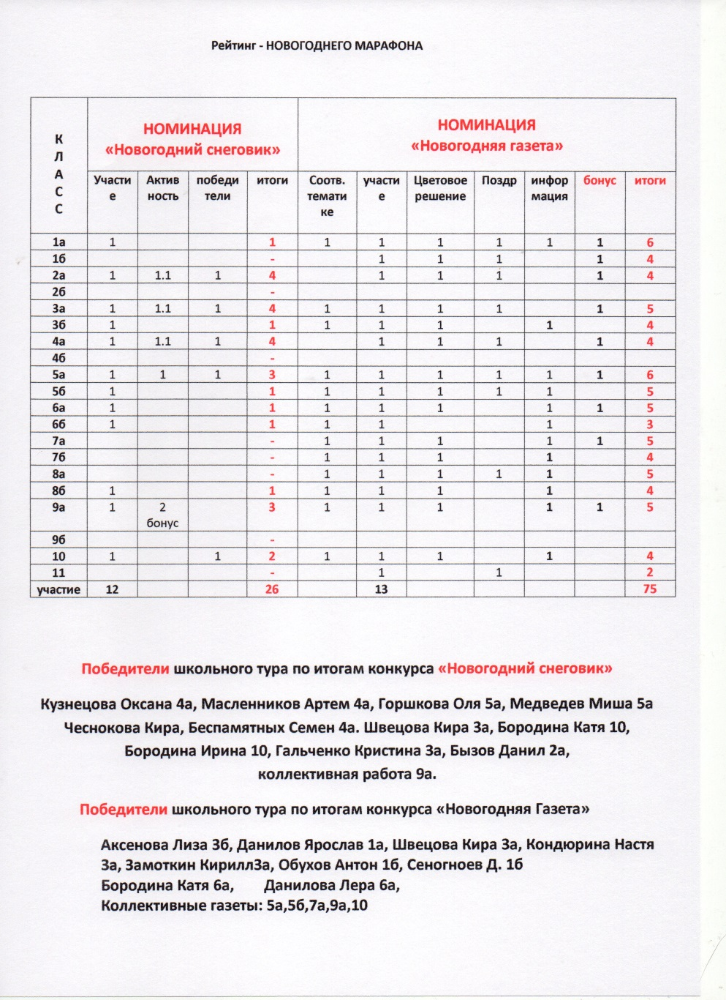 Рейтинг - НОВОГОДНЕГО МАРАФОНА
К Л А С С | НОМИНАЦИЯ «Новогодний снеговик» | НОМИНАЦИЯ «Новогодняя газета»
Участие | Активность | победители | итоги | Соотв. тематике | участие | Цветовое решение | Поздр | информация | бонус | итоги
1а | 1 | | | 1 | 1 | 1 | 1 | 1 | 1 | 1 | 6
1б | | | | - | | 1 | 1 | 1 | | 1 | 4
2а | 1 | 1.1 | 1 | 4 | | 1 | 1 | 1 | | 1 | 4
2б | | | | - | | | | | | |
3а | 1 | 1.1 | 1 | 4 | 1 | 1 | 1 | 1 | | 1 | 5
3б | 1 | | | 1 | 1 | 1 | 1 | | 1 | | 4
4а | 1 | 1.1 | 1 | 4 | | 1 | 1 | 1 | | 1 | 4
4б | | | | - | | | | | | |
5а | 1 | 1 | 1 | 3 | 1 | 1 | 1 | 1 | 1 | 1 | 6
5б | 1 | | | 1 | 1 | 1 | 1 | 1 | 1 | | 5
6а | 1 | | | 1 | 1 | 1 | 1 | | 1 | 1 | 5
6б | 1 | | | 1 | 1 | 1 | | | 1 | | 3
7а | | | | - | 1 | 1 | 1 | | 1 | 1 | 5
7б | | | | - | 1 | 1 | 1 | | 1 | | 4
8а | | | | - | 1 | 1 | 1 | 1 | 1 | | 5
8б | 1 | | | 1 | 1 | 1 | 1 | | 1 | | 4
9а | 1 | 2 бонус | | 3 | 1 | 1 | 1 | | 1 | 1 | 5
9б | | | | - | | | | | | |
10 | 1 | | 1 | 2 | 1 | 1 | 1 | | 1 | | 4
11 | | | | - | | 1 | | 1 | | | 2
участие | 12 | | | 26 | | 13 | | | | | 75
Победители школьного тура по итогам конкурса «Новогодний снеговик»
Кузнецова Оксана 4а, Масленников Артем 4а, Горшкова Оля 5а, Медведев Миша 5а
Чеснокова Кира, Беспамятных Семен 4а. Швецова Кира 3а, Бородина Катя 10,
Бородина Ирина 10, Гальченко Кристина 3а, Бызов Данил 2а,
коллективная работа 9а.
Победители школьного тура по итогам конкурса «Новогодняя Газета»
Аксенова Лиза 3б, Данилов Ярослав 1а, Швецова Кира 3а, Кондюрина Настя
3а, Замоткин Кирилл3а, Обухов Антон 1б, Сеногноев Д. 1б
Бородина Катя 6а, Данилова Лера 6а,
Коллективные газеты: 5а,5б,7а,9а,10